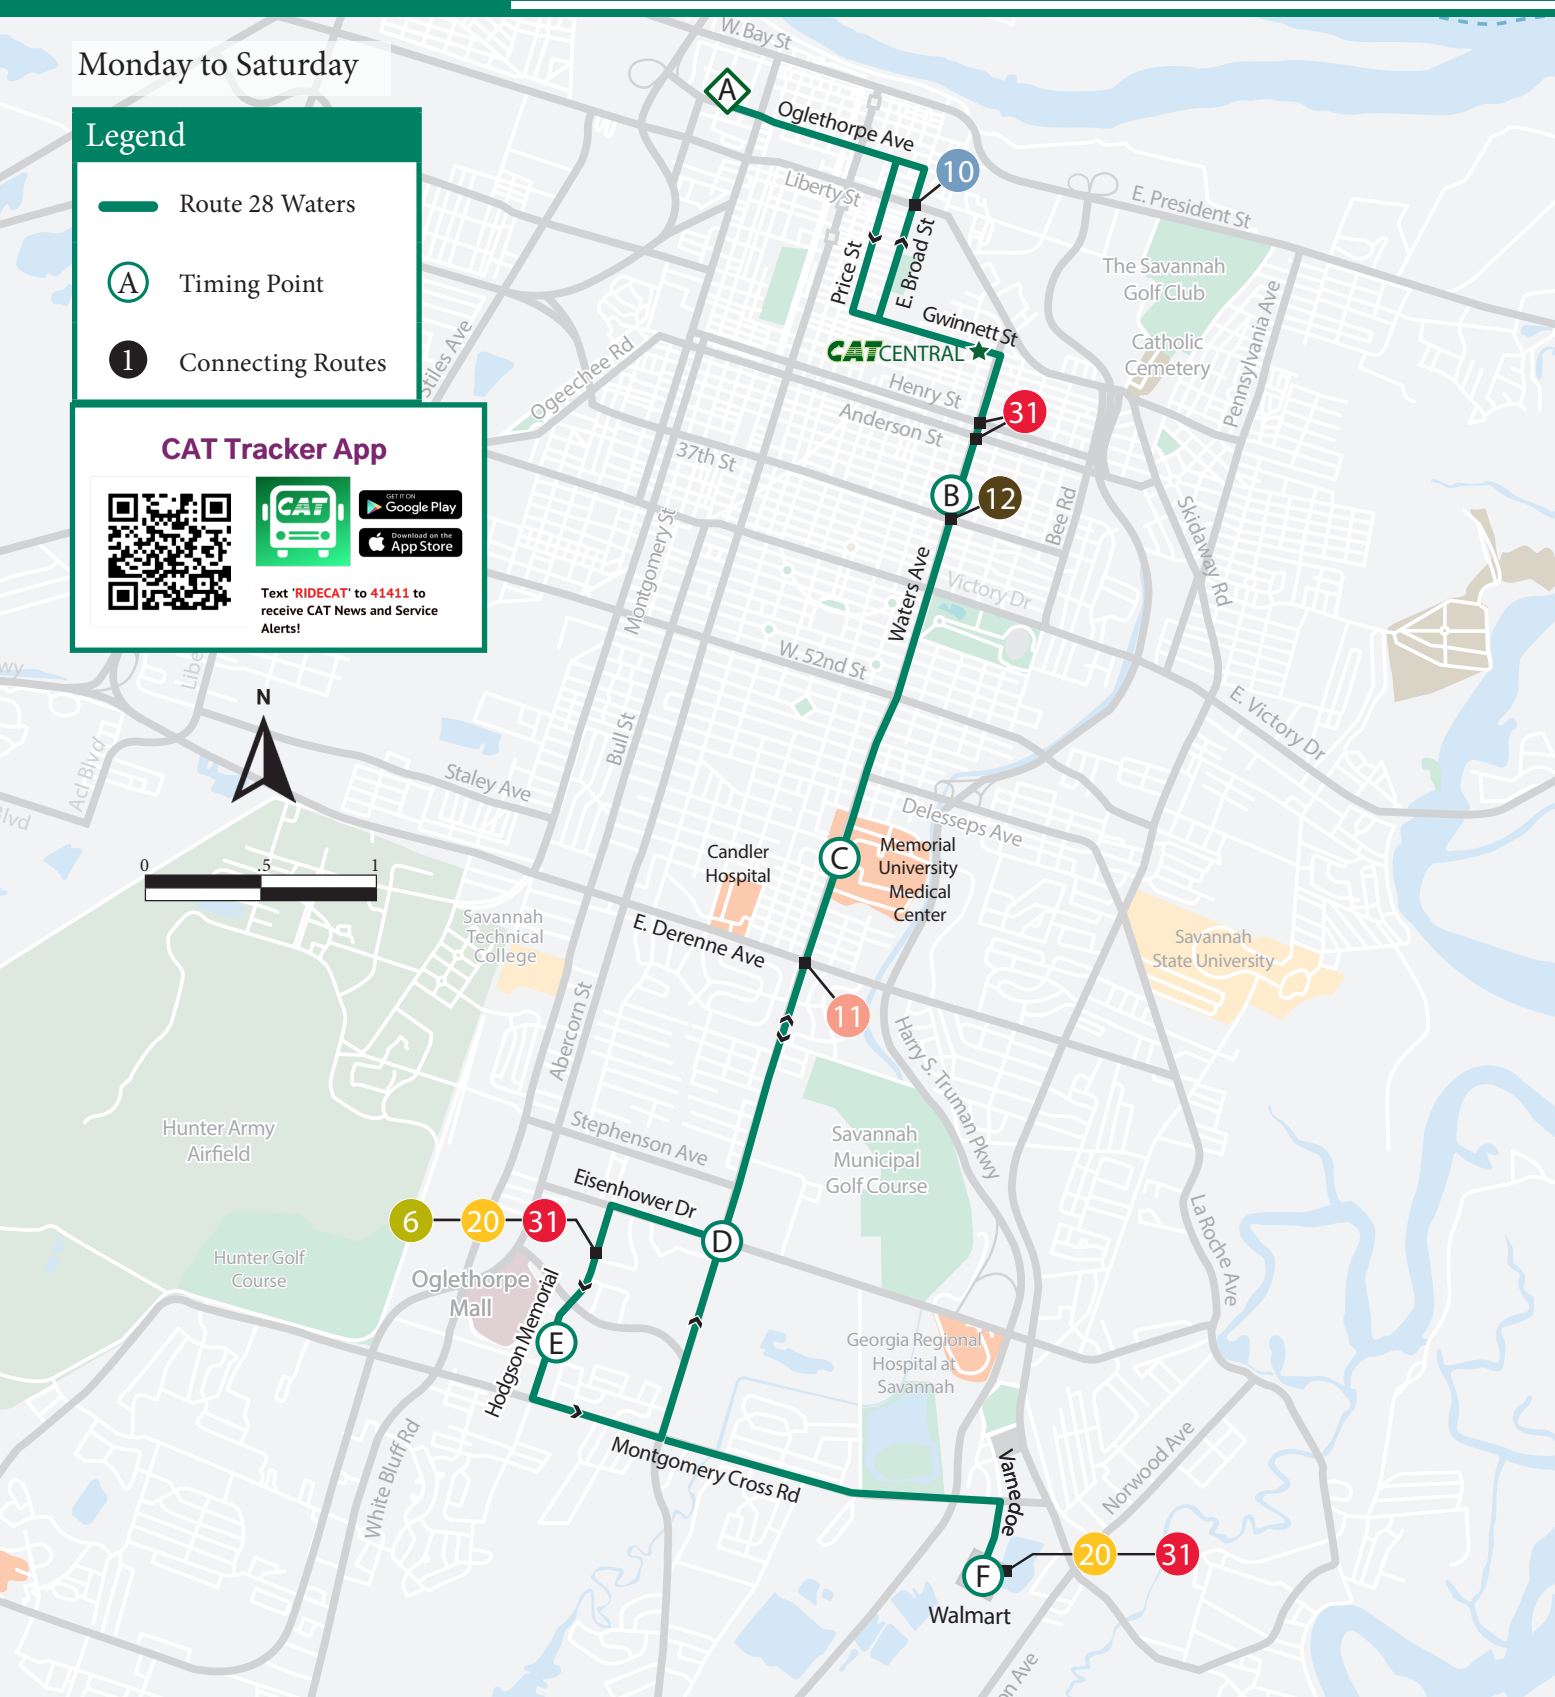 Monday to Saturday
Legend
Route 28 Waters
A
Timing Point
1
Connecting Routes
CAT Tracker App
CAT
GET IT ON
Google Play
Download on the
App Store
Text 'RIDECAT' to 41411 to
receive CAT News and Service
Alerts!
N
0 .5 1
W. Bay St
A
Oglethorpe Ave
10
Liberty St
E. President St
Price St
E. Broad St
The Savannah
Golf Club
Gwinnett St
CAT CENTRAL
Catholic
Cemetery
Pennsylvania Ave
Stiles Ave
Ogeechee Rd
Henry St
31
Anderson St
37th St
B
12
Bee Rd
Skidaway Rd
Montgomery St
Waters Ave
Victory Dr
W. 52nd St
E. Victory Dr
Bull St
Acl Blvd
Staley Ave
Delesseps Ave
Candler
Hospital
C
Memorial
University
Medical
Center
Savannah
Technical
College
E. Derenne Ave
Savannah
State University
11
Abercorn St
Harry S. Truman Pkwy
Hunter Army
Airfield
Stephenson Ave
Savannah
Municipal
Golf Course
Eisenhower Dr
6
20
31
D
La Roche Ave
Hunter Golf
Course
Oglethorpe
Mall
Hodgson Memorial
E
Georgia Regional
Hospital at
Savannah
White Bluff Rd
Montgomery Cross Rd
Varnedoe
Norwood Ave
20
31
F
Walmart